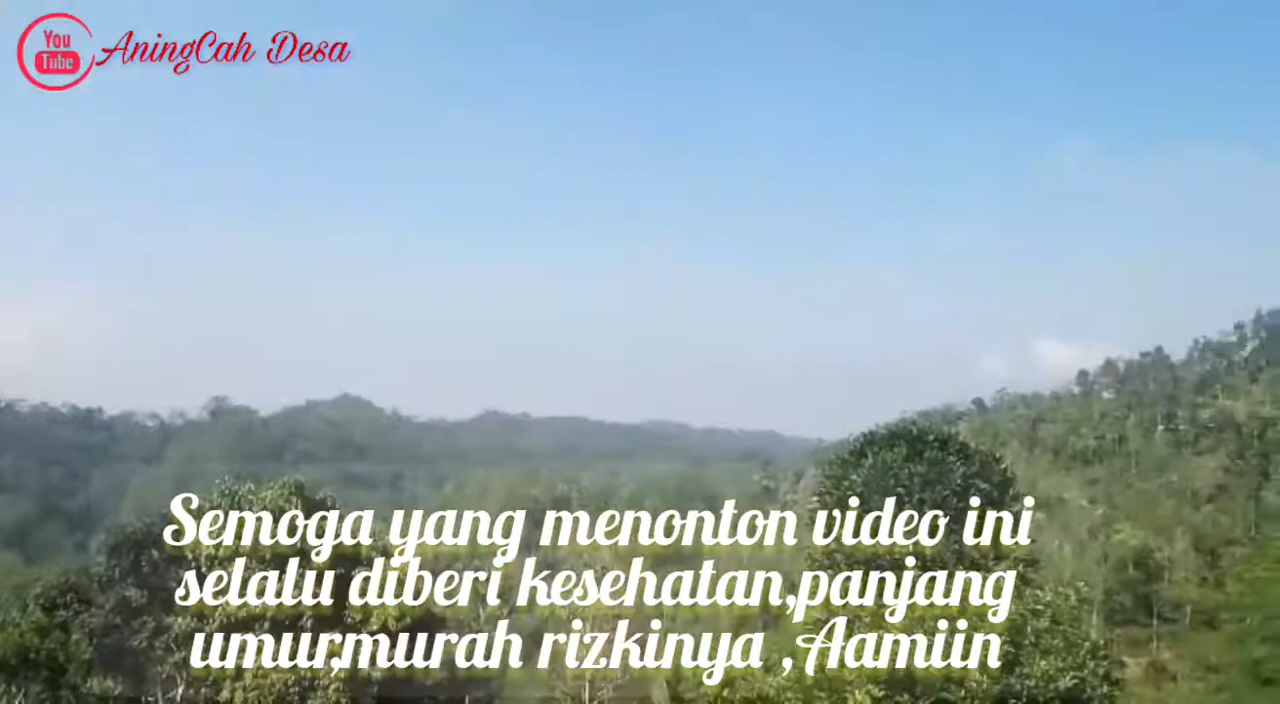 You
Tube
AningCah Desa
Semoga yang menonton video ini
selalu diberi kesehatan,panjang
umur,murah rizkinya ,Aamiin